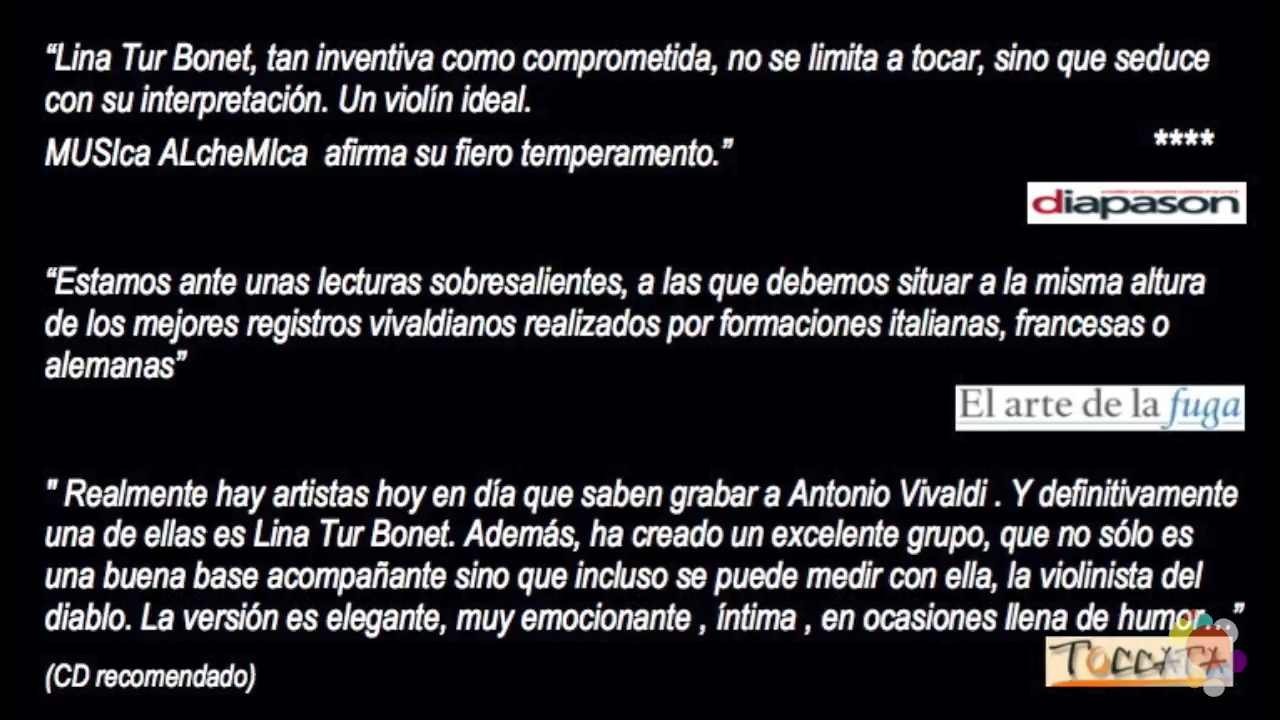 “Lina Tur Bonet, tan inventiva como comprometida, no se limita a tocar, sino que seduce
con su interpretación. Un violín ideal.
MUSIca ALcheMIca afirma su fiero temperamento.”
****
diapason
“Estamos ante unas lecturas sobresalientes, a las que debemos situar a la misma altura
de los mejores registros vivaldianos realizados por formaciones italianas, francesas o
alemanas”
El arte de la fuga
" Realmente hay artistas hoy en día que saben grabar a Antonio Vivaldi . Y definitivamente
una de ellas es Lina Tur Bonet. Además, ha creado un excelente grupo, que no sólo es
una buena base acompañante sino que incluso se puede medir con ella, la violinista del
diablo. La versión es elegante, muy emocionante , íntima , en ocasiones llena de humor...”
TOCCATA
(CD recomendado)